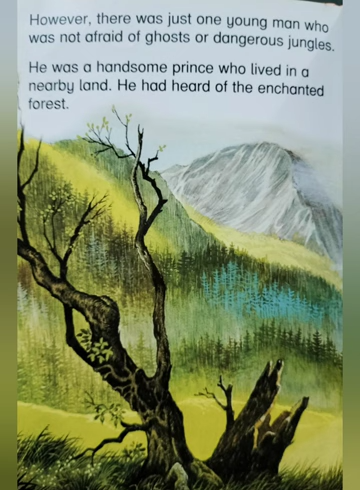 However, there was just one young man who
was not afraid of ghosts or dangerous jungles.
He was a handsome prince who lived in a
nearby land. He had heard of the enchanted
forest.